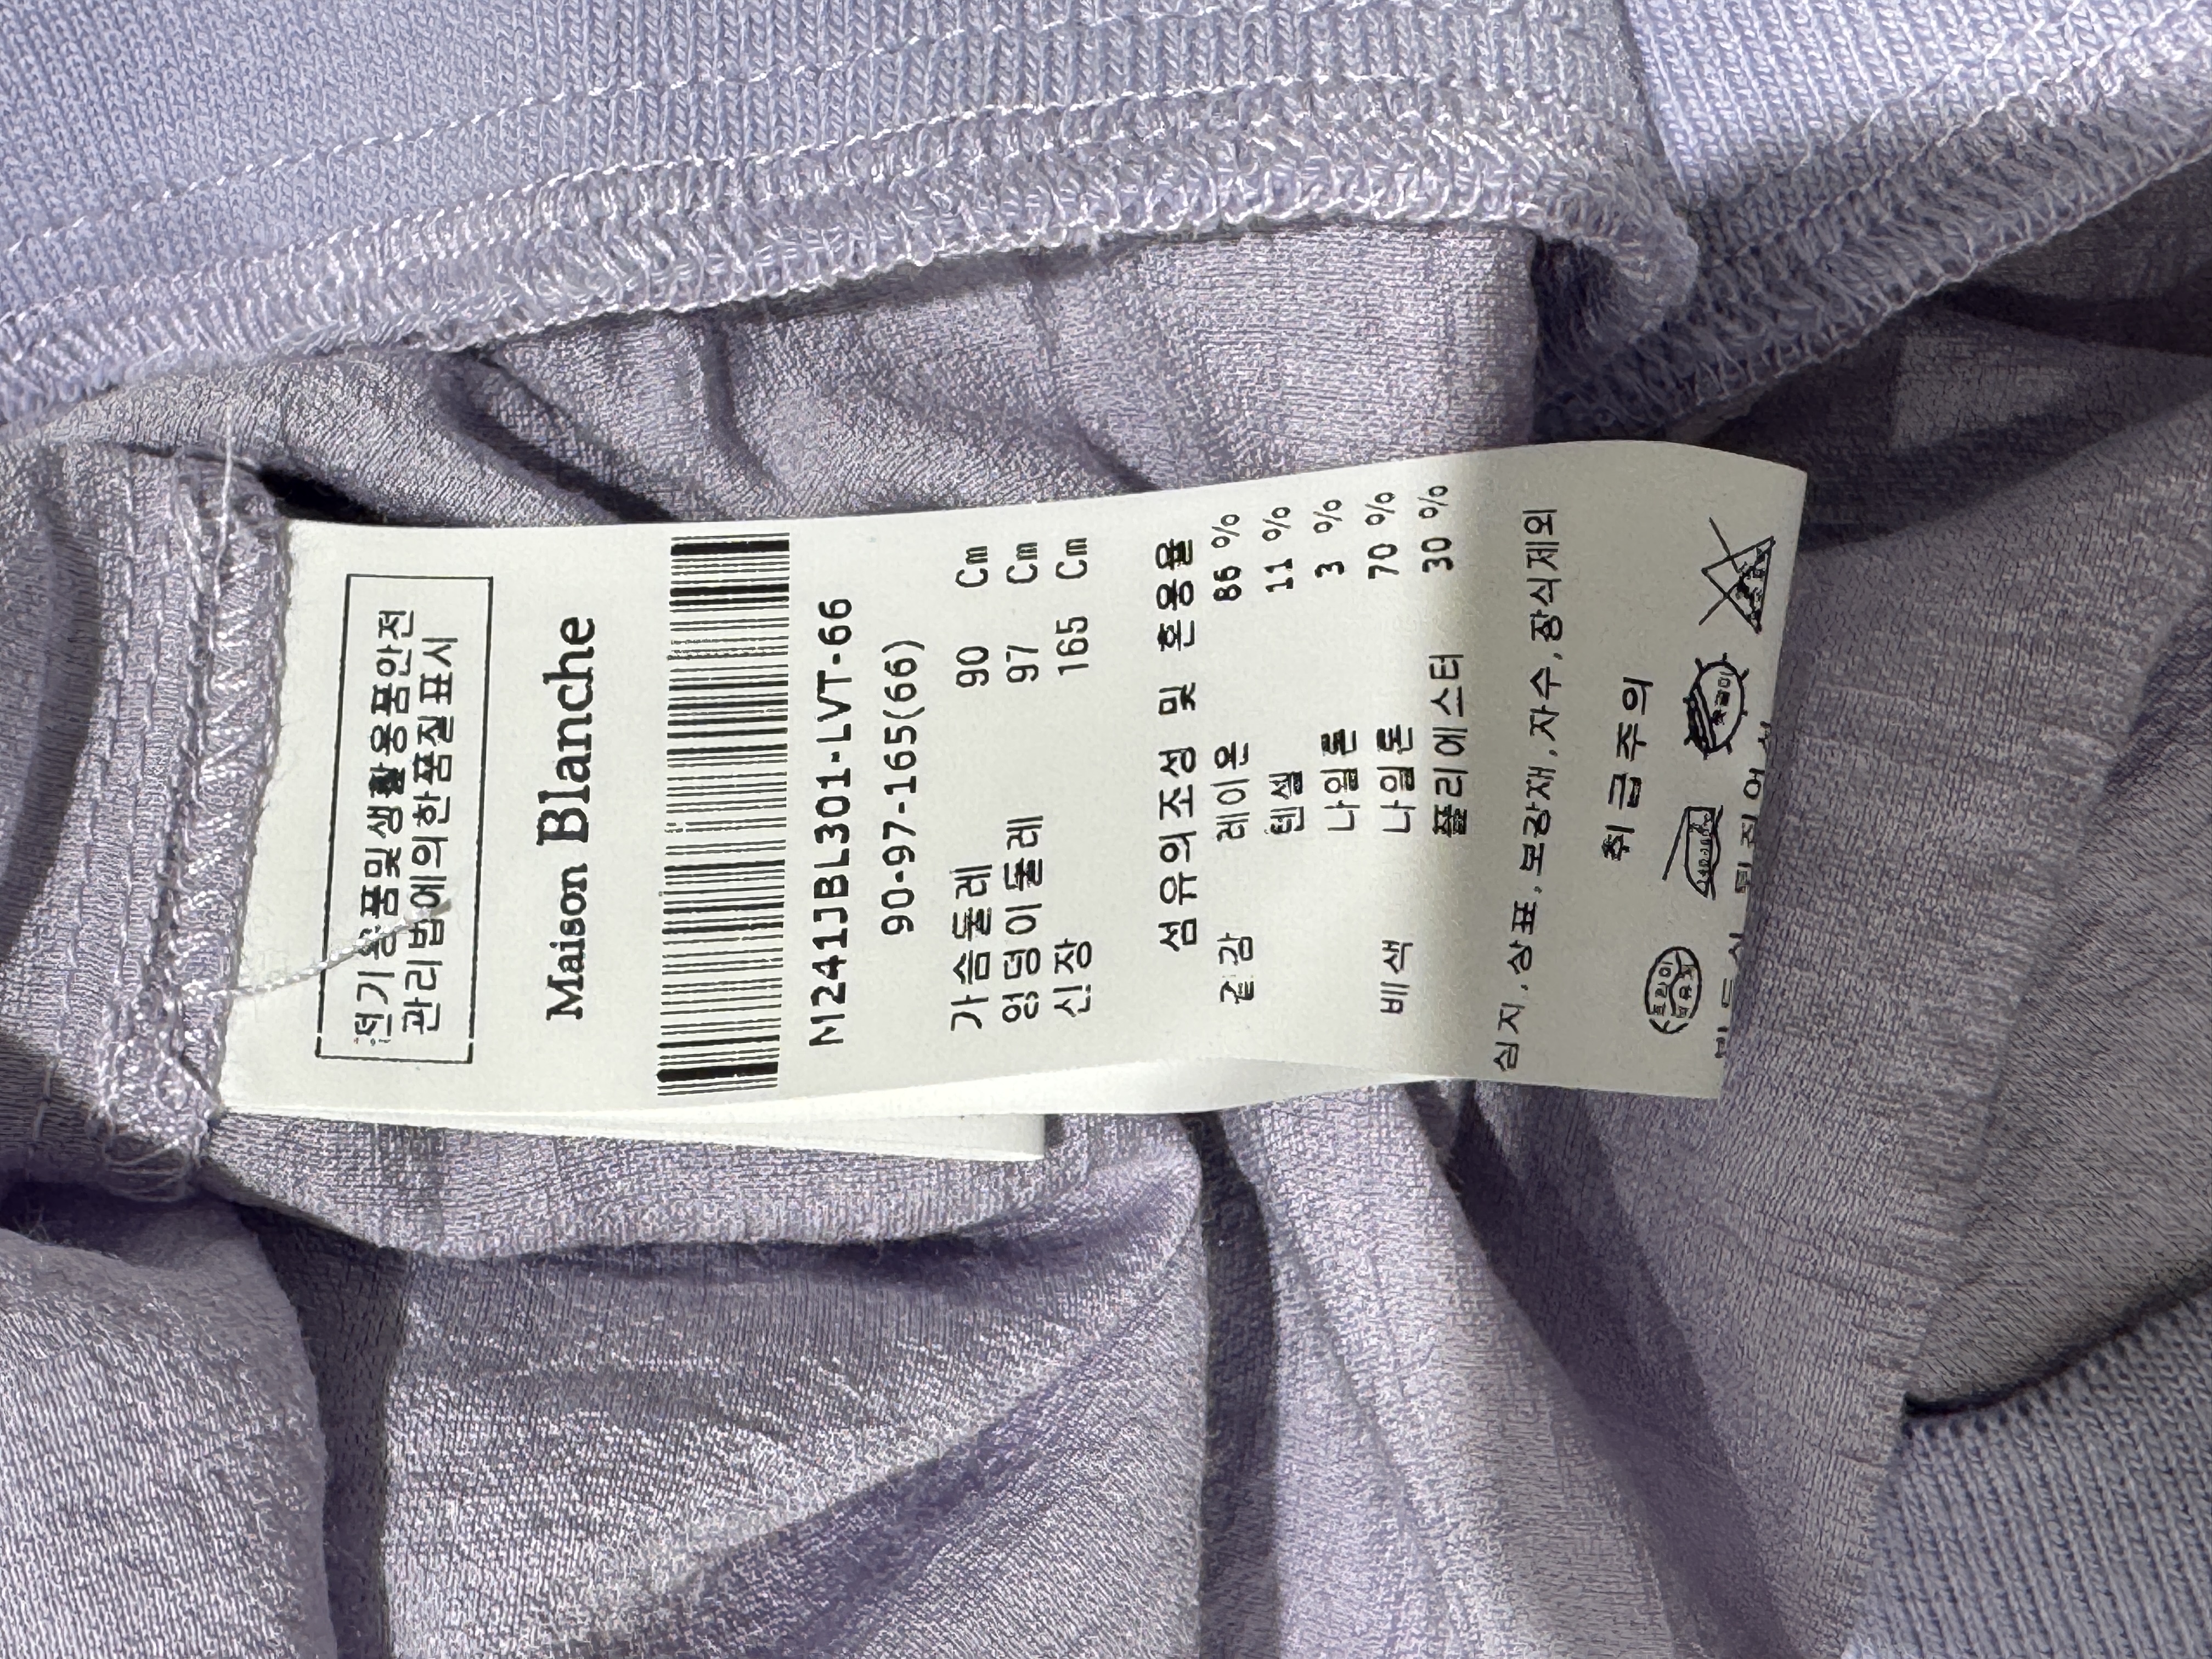 전기용품및생활용품안전
관리법에의한품질표시
Maison Blanche
M241JBL301-LVT-66
90-97-165(66)
가슴둘레 90 Cm
엉덩이둘레 97 Cm
신장 165 Cm
섬유의조성 및 혼용율
겉감 레이온 86 %
텐셀 11 %
나일론 3 %
배색 나일론 70 %
폴리에스터 30 %
심지,상표,보강재,자수,장식제외
취급주의
드라이